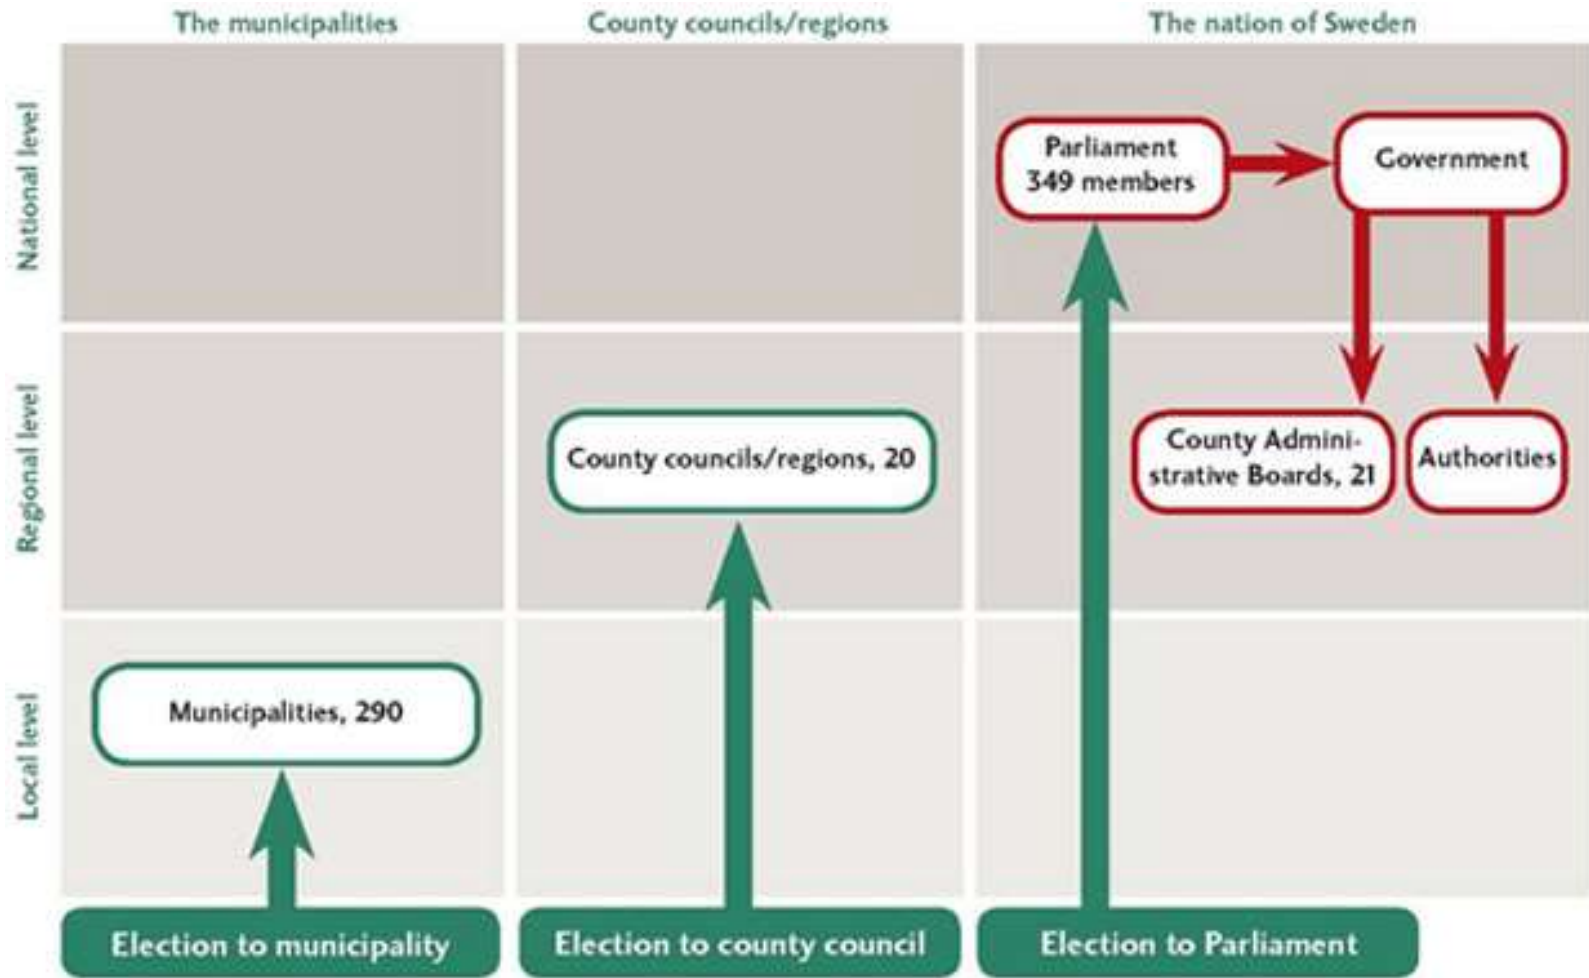 The municipalities
County councils/regions
The nation of Sweden
National level
Parliament
349 members
Government
Regional level
County councils/regions, 20
County Admini-
strative Boards, 21
Authorities
Local level
Municipalities, 290
Election to municipality
Election to county council
Election to Parliament